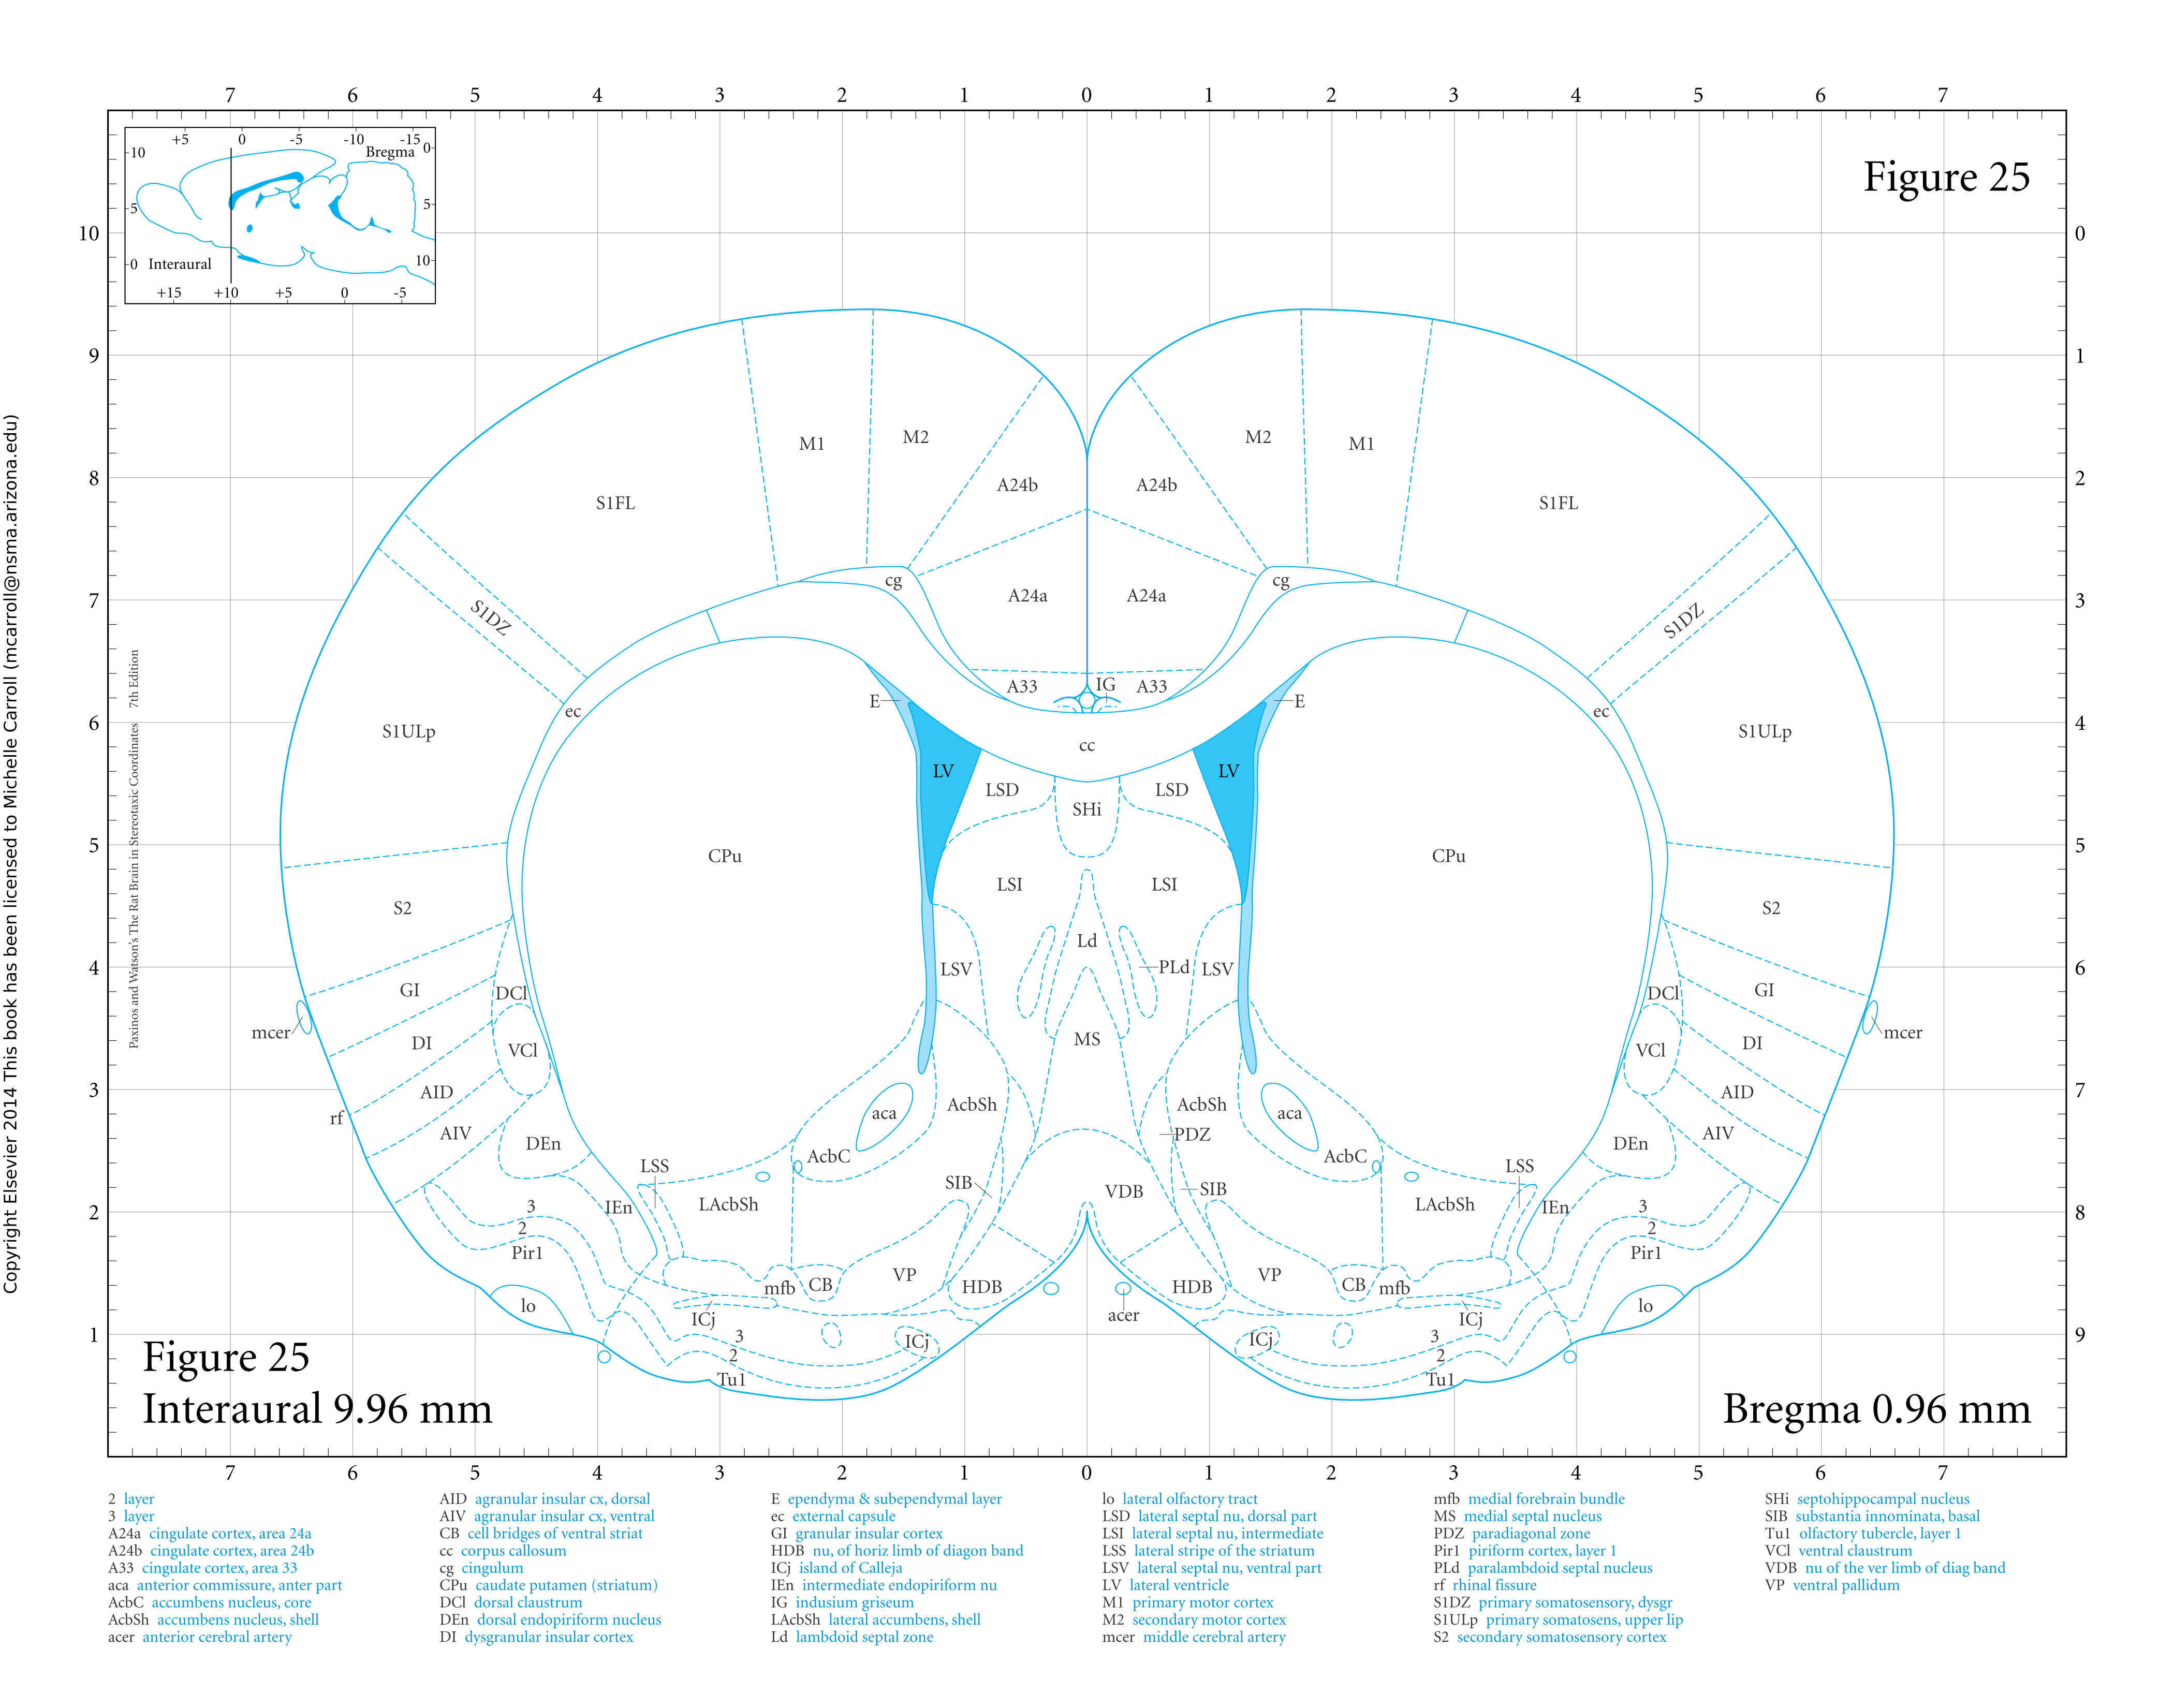 7 6 5 4 3 2 1 0 1 2 3 4 5 6 7
+5 0 -5 -10 -15
Bregma
10 0
5 5
0 Interaural 10
+15 +10 +5 0 -5
Figure 25
10 0
9 1
M1 M2 M2 M1
8 A24b A24b 2
S1FL S1FL
7 cg cg 3
A24a A24a
S1DZ S1DZ
A33 IG A33
E E
ec ec
6 4
S1ULp cc S1ULp
LV LV
LSD LSD
SHi
5 5
CPu CPu
LSI LSI
S2 S2
Ld
4 LSV PLd LSV 6
GI DCl DCl GI
mcer MS mcer
DI VCl VCl DI
3 7
AID AID
rf aca AcbSh AcbSh aca
AIV PDZ AIV
DEn DEn
AcbC AcbC
LSS LSS
SIB SIB
VDB
2 8
3 IEn LAcbSh LAcbSh IEn 3
2 2
Pir1 Pir1
VP VP
mfb CB HDB HDB CB mfb
lo lo
ICj acer ICj
1 9
3 ICj ICj 3
2 2
Tu1 Tu1
Figure 25
Interaural 9.96 mm
Bregma 0.96 mm
7 6 5 4 3 2 1 0 1 2 3 4 5 6 7
Copyright Elsevier 2014 This book has been licensed to Michelle Carroll (mcarroll@nsma.arizona.edu)
Paxinos and Watson's The Rat Brain in Stereotaxic Coordinates 7th Edition
2 layer
3 layer
A24a cingulate cortex, area 24a
A24b cingulate cortex, area 24b
A33 cingulate cortex, area 33
aca anterior commissure, anter part
AcbC accumbens nucleus, core
AcbSh accumbens nucleus, shell
acer anterior cerebral artery
AID agranular insular cx, dorsal
AIV agranular insular cx, ventral
CB cell bridges of ventral striat
cc corpus callosum
cg cingulum
CPu caudate putamen (striatum)
DCl dorsal claustrum
DEn dorsal endopiriform nucleus
DI dysgranular insular cortex
E ependyma & subependymal layer
ec external capsule
GI granular insular cortex
HDB nu, of horiz limb of diagon band
ICj island of Calleja
IEn intermediate endopiriform nu
IG indusium griseum
LAcbSh lateral accumbens, shell
Ld lambdoid septal zone
lo lateral olfactory tract
LSD lateral septal nu, dorsal part
LSI lateral septal nu, intermediate
LSS lateral stripe of the striatum
LSV lateral septal nu, ventral part
LV lateral ventricle
M1 primary motor cortex
M2 secondary motor cortex
mcer middle cerebral artery
mfb medial forebrain bundle
MS medial septal nucleus
PDZ paradiagonal zone
Pir1 piriform cortex, layer 1
PLd paralambdoid septal nucleus
rf rhinal fissure
S1DZ primary somatosensory, dysgr
S1ULp primary somatosens, upper lip
S2 secondary somatosensory cortex
SHi septohippocampal nucleus
SIB substantia innominata, basal
Tu1 olfactory tubercle, layer 1
VCl ventral claustrum
VDB nu of the ver limb of diag band
VP ventral pallidum